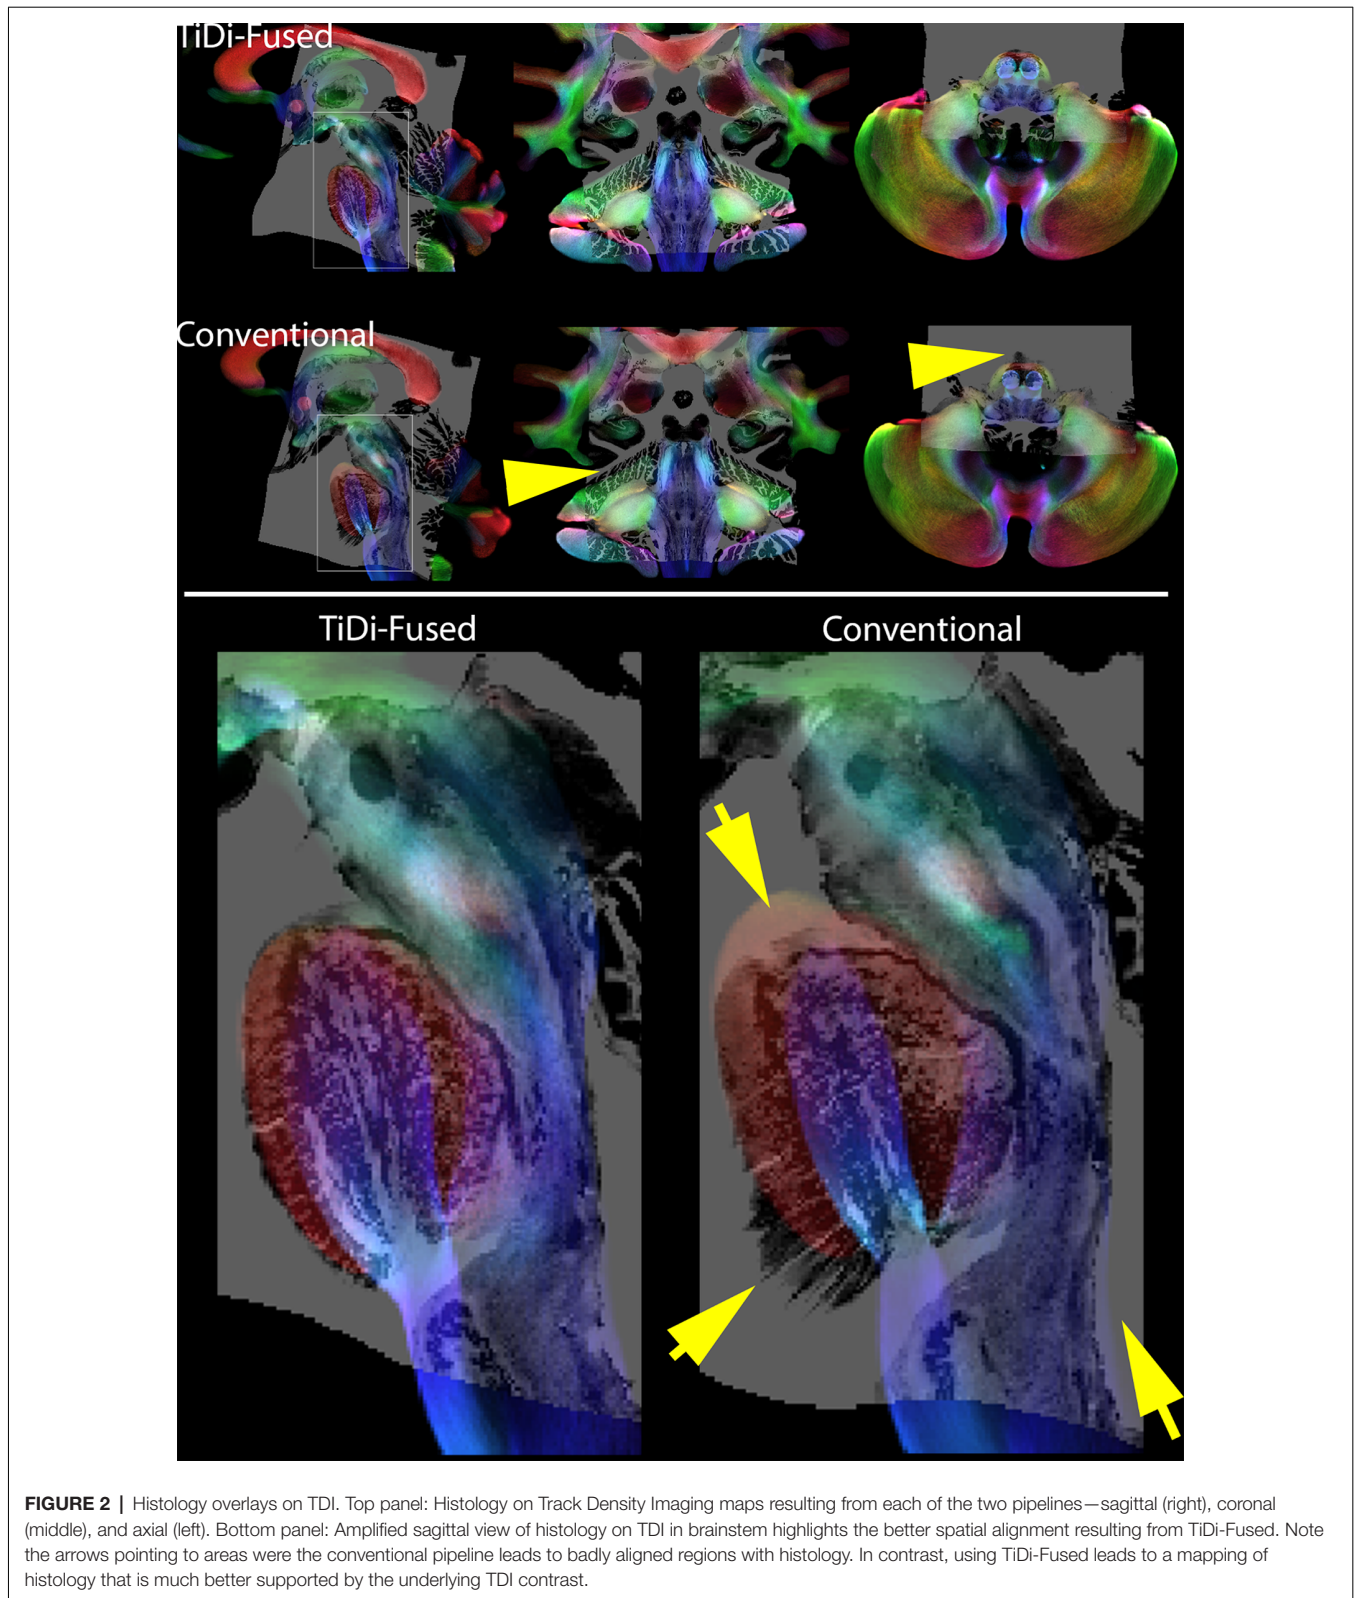 TiDi-Fused
Conventional
TiDi-Fused
Conventional
FIGURE 2 | Histology overlays on TDI. Top panel: Histology on Track Density Imaging maps resulting from each of the two pipelines—sagittal (right), coronal
(middle), and axial (left). Bottom panel: Amplified sagittal view of histology on TDI in brainstem highlights the better spatial alignment resulting from TiDi-Fused. Note
the arrows pointing to areas were the conventional pipeline leads to badly aligned regions with histology. In contrast, using TiDi-Fused leads to a mapping of
histology that is much better supported by the underlying TDI contrast.